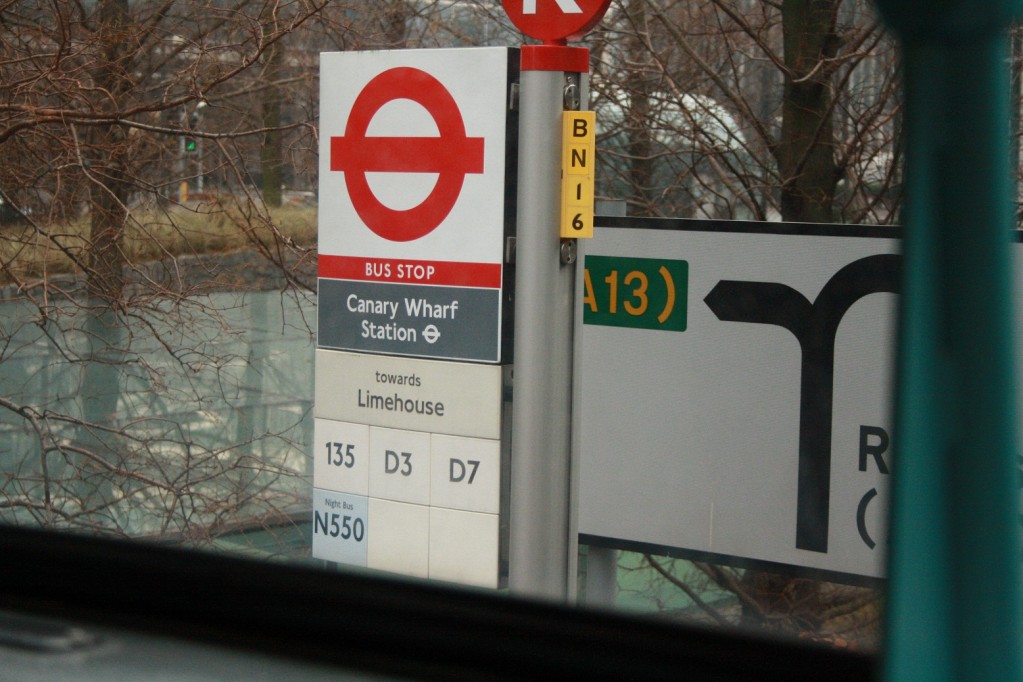 K
BN16
BUS STOP
Canary Wharf
Station
towards
Limehouse
135 D3 D7
Night Bus
N550
A13)
R
(